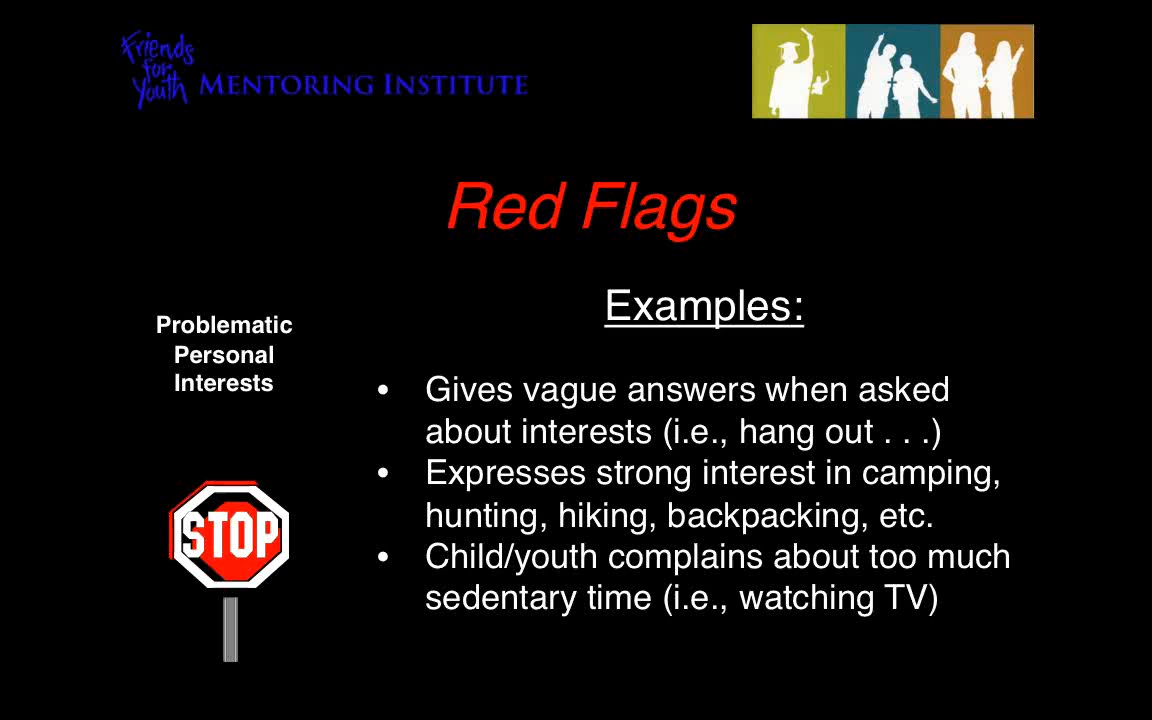 Friends
for
Youth MENTORING INSTITUTE
Red Flags
Examples:
Problematic
Personal
Interests
• Gives vague answers when asked
about interests (i.e., hang out . . .)
• Expresses strong interest in camping,
hunting, hiking, backpacking, etc.
• Child/youth complains about too much
sedentary time (i.e., watching TV)
STOP